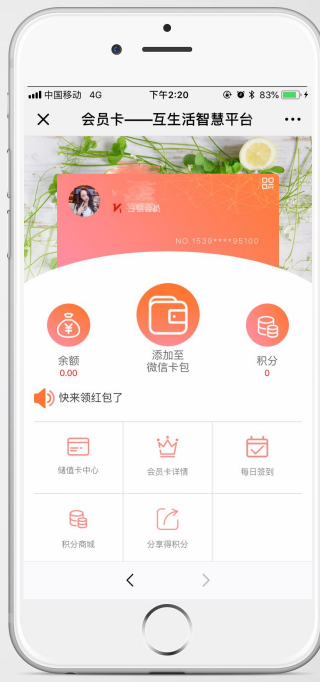 中国移动 4G 下午2:20 83%
会员卡——互生活智慧平台
NO.1539****95100
余额
0.00
添加至
微信卡包
积分
0
快来领红包了
储值卡中心
会员卡详情
每日签到
积分商城
分享得积分